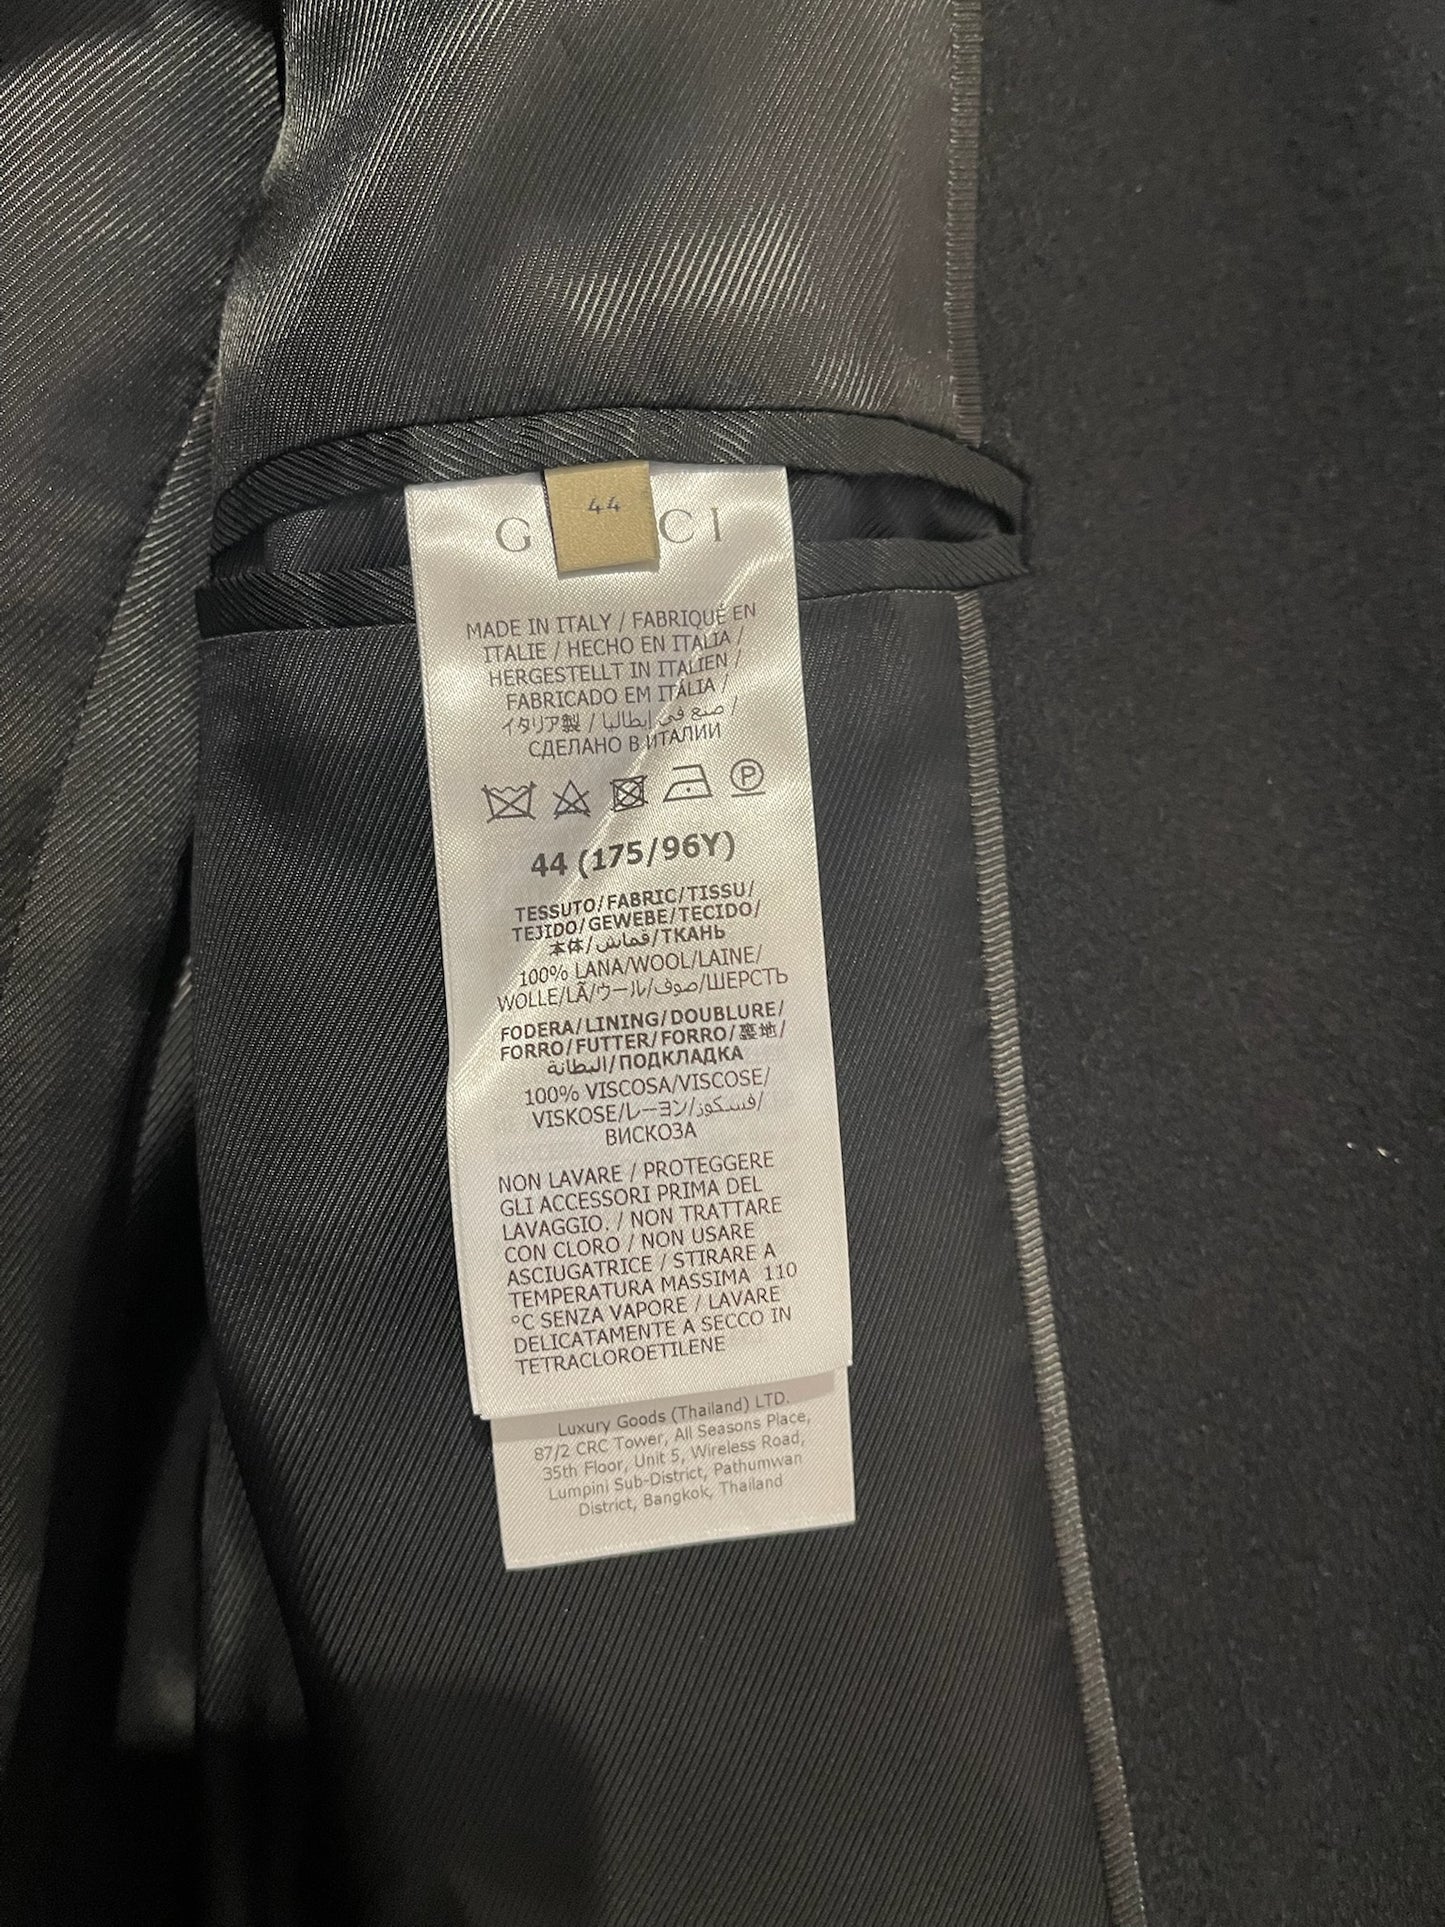 44
G CI
MADE IN ITALY / FABRIQUÉ EN
ITALIE / HECHO EN ITALIA /
HERGESTELLT IN ITALIEN /
FABRICADO EM ITÁLIA /
イタリア製 / صنع في إيطاليا /
СДЕЛАНО В ИТАЛИИ
P
44 (175/96Y)
TESSUTO/FABRIC/TISSU/
TEJIDO/GEWEBE/TECIDO/
本体/قماش/ТКАНЬ
100% LANA/WOOL/LAINE/
WOLLE/LÃ/ウール/صوف/ШЕРСТЬ
FODERA/LINING/DOUBLURE/
FORRO/FUTTER/FORRO/裏地/
البطانة/ПОДКЛАДКА
100% VISCOSA/VISCOSE/
VISKOSE/レーヨン/فسكوز/
ВИСКОЗА
NON LAVARE / PROTEGGERE
GLI ACCESSORI PRIMA DEL
LAVAGGIO. / NON TRATTARE
CON CLORO / NON USARE
ASCIUGATRICE / STIRARE A
TEMPERATURA MASSIMA 110
°C SENZA VAPORE / LAVARE
DELICATAMENTE A SECCO IN
TETRACLOROETILENE
Luxury Goods (Thailand) LTD.
87/2 CRC Tower, All Seasons Place,
35th Floor, Unit 5, Wireless Road,
Lumpini Sub-District, Pathumwan
District, Bangkok, Thailand